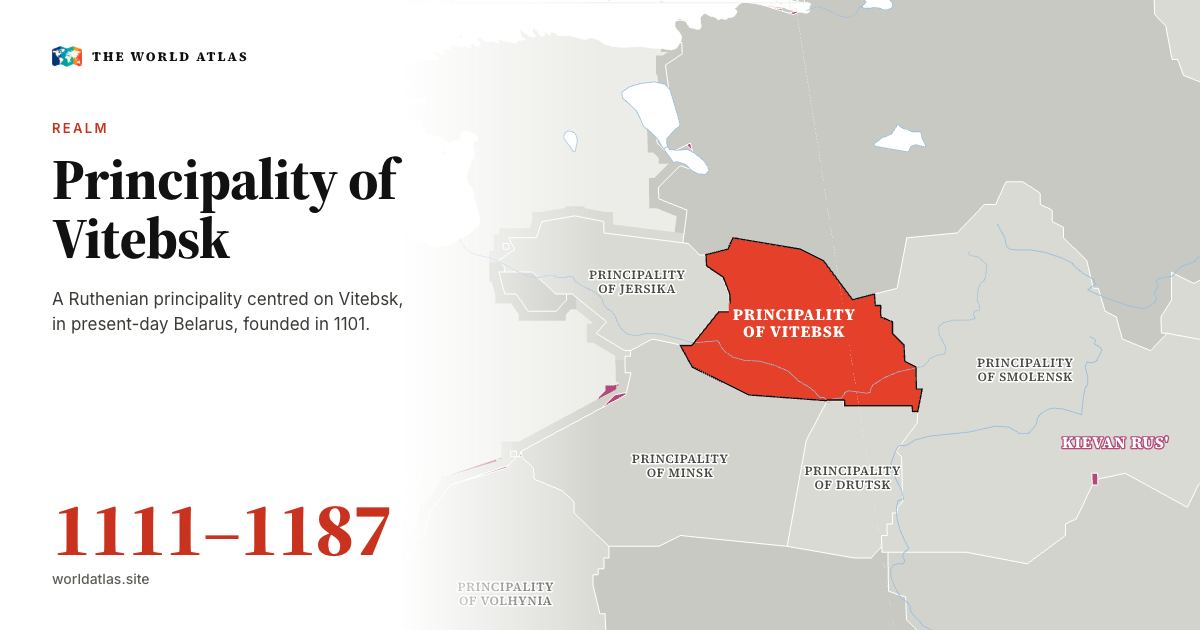 THE WORLD ATLAS
REALM
Principality of
Vitebsk
A Ruthenian principality centred on Vitebsk,
in present-day Belarus, founded in 1101.
1111–1187
worldatlas.site
PRINCIPALITY
OF JERSIKA
PRINCIPALITY
OF VITEBSK
PRINCIPALITY
OF SMOLENSK
KIEVAN RUS'
PRINCIPALITY
OF MINSK
PRINCIPALITY
OF DRUTSK
PRINCIPALITY
OF VOLHYNIA